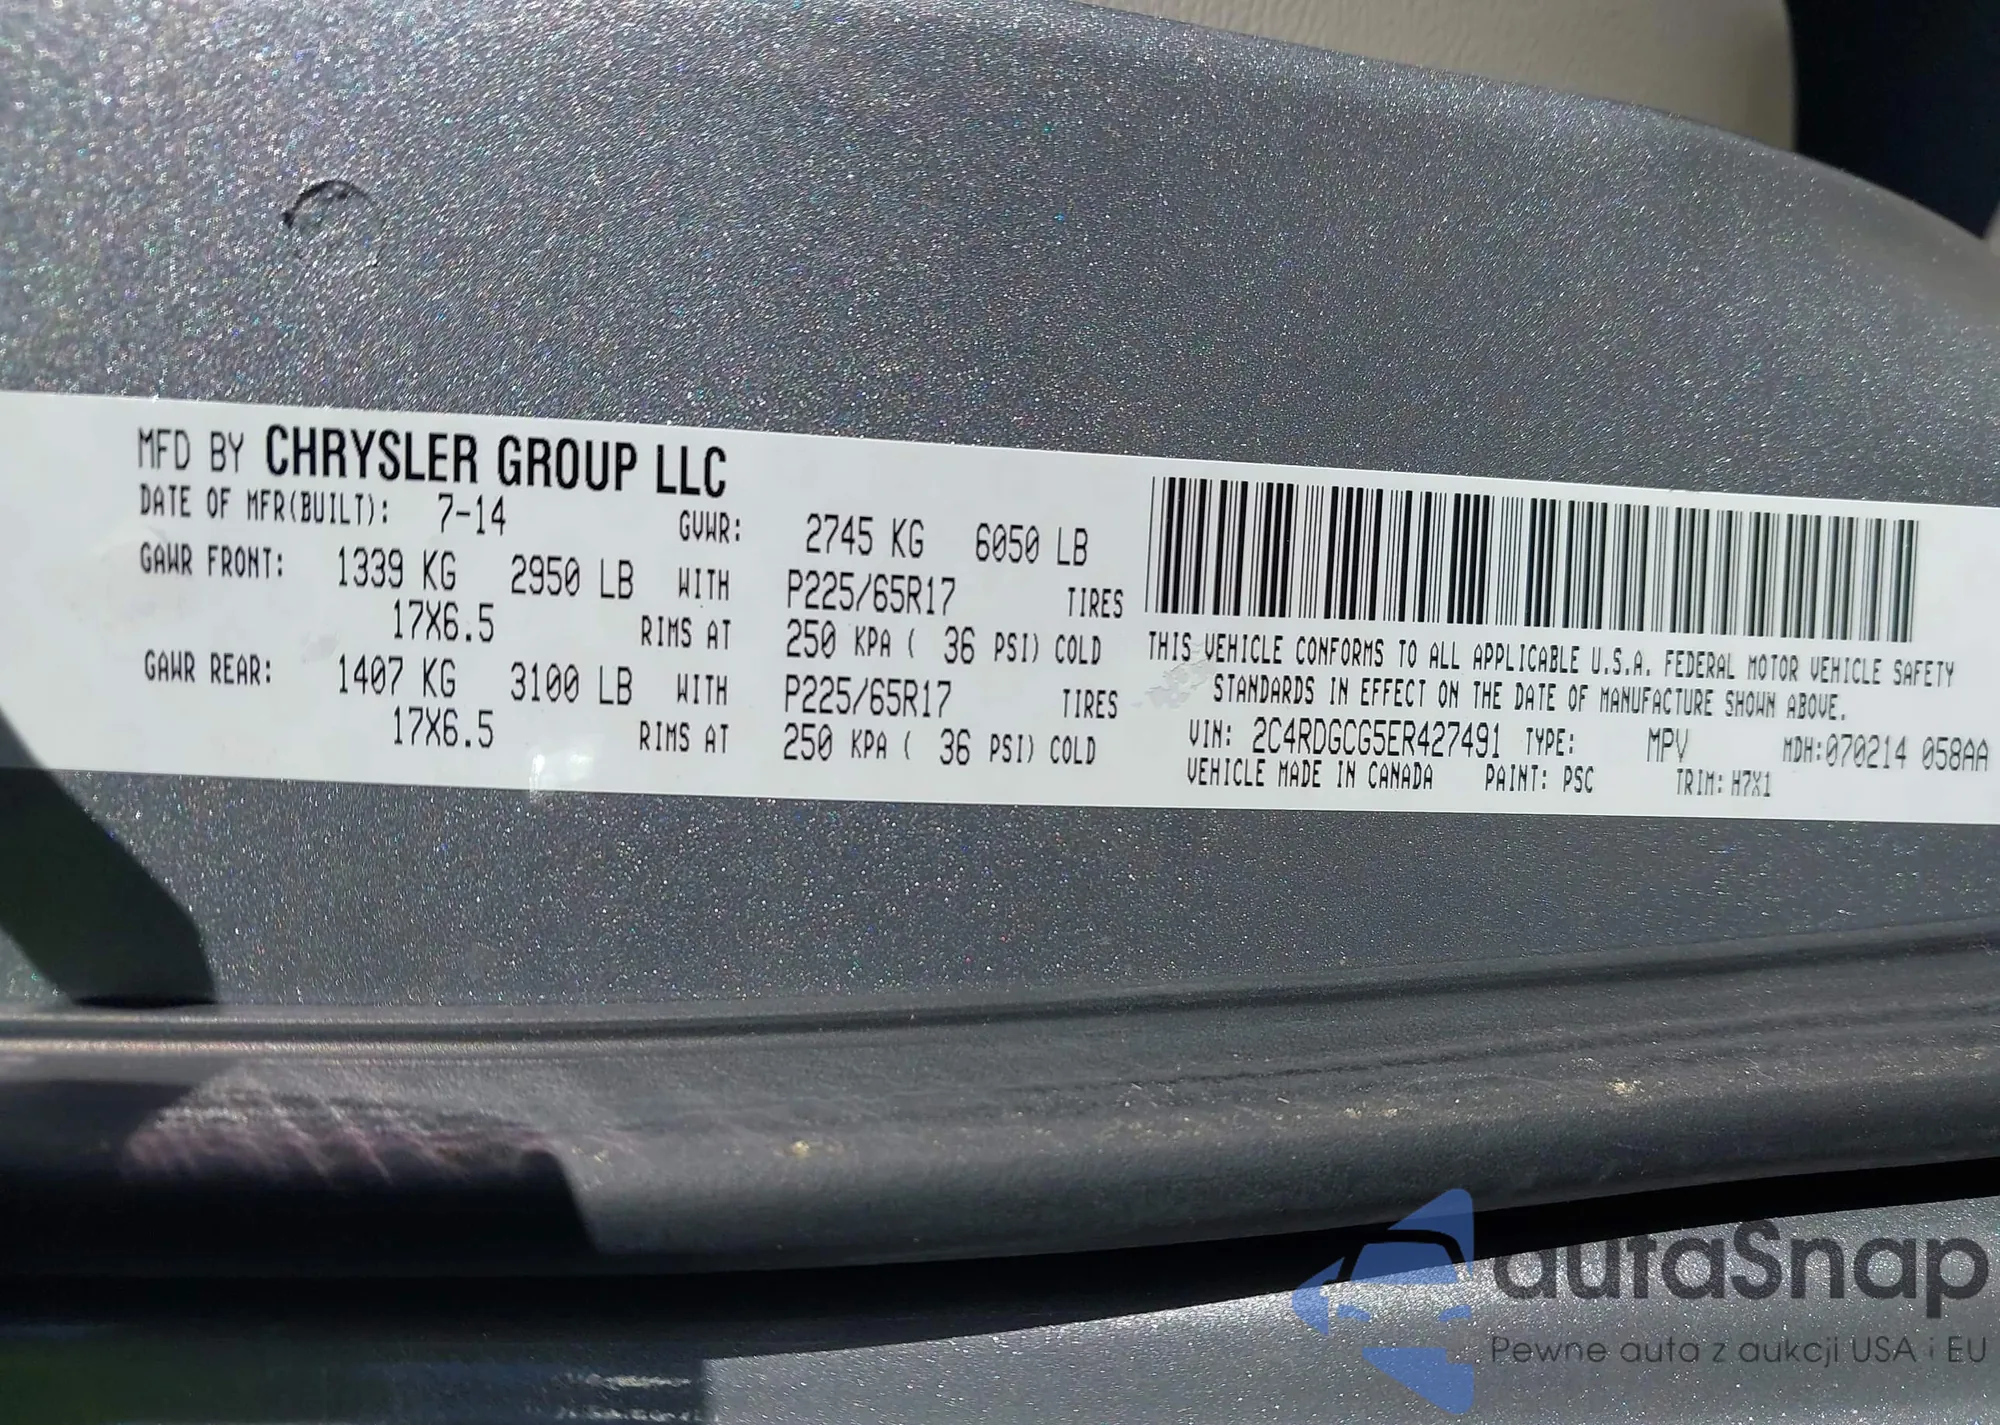 MFD BY CHRYSLER GROUP LLC
DATE OF MFR(BUILT): 7-14 GVWR: 2745 KG 6050 LB
GAWR FRONT: 1339 KG 2950 LB WITH P225/65R17 TIRES
17X6.5 RIMS AT 250 KPA ( 36 PSI) COLD
GAWR REAR: 1407 KG 3100 LB WITH P225/65R17 TIRES
17X6.5 RIMS AT 250 KPA ( 36 PSI) COLD
THIS VEHICLE CONFORMS TO ALL APPLICABLE U.S.A. FEDERAL MOTOR VEHICLE SAFETY
STANDARDS IN EFFECT ON THE DATE OF MANUFACTURE SHOWN ABOVE.
VIN: 2C4RDGCG5ER427491 TYPE: MPV MDH:070214 058AA
VEHICLE MADE IN CANADA PAINT: PSC TRIM: H7X1
autaSnap
Pewne auta z aukcji USA i EU